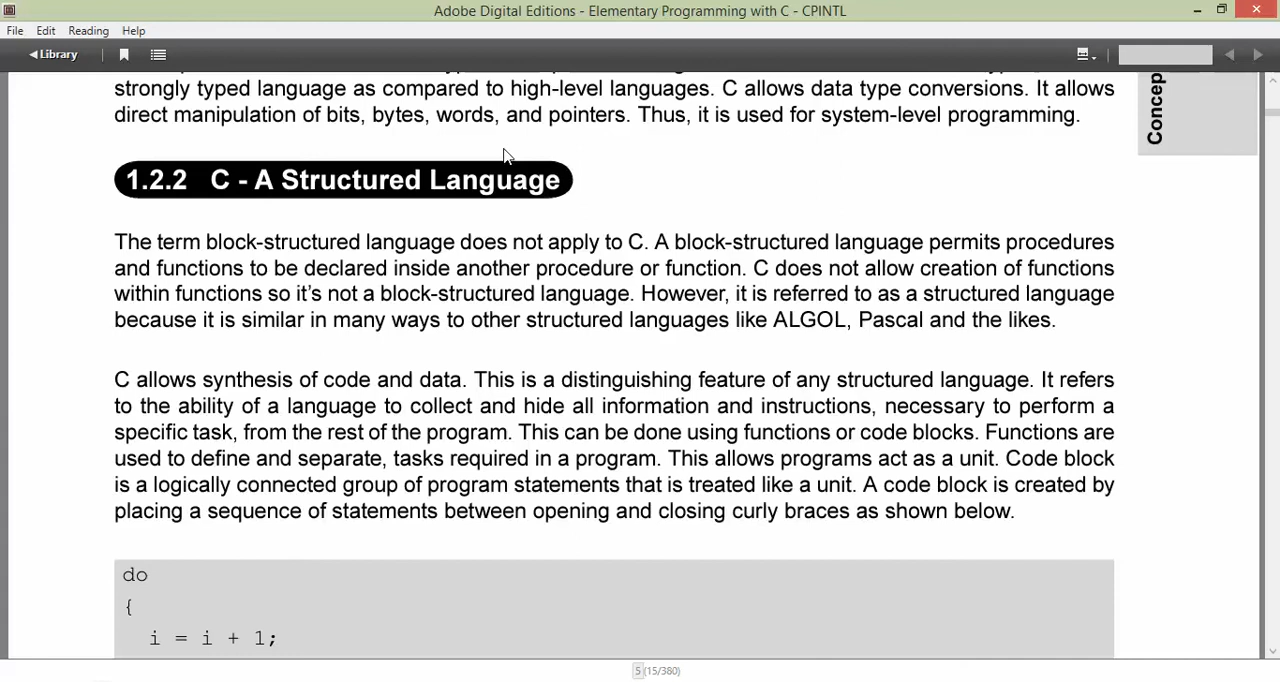 Adobe Digital Editions - Elementary Programming with C - CPINTL
File Edit Reading Help
Library
strongly typed language as compared to high-level languages. C allows data type conversions. It allows
direct manipulation of bits, bytes, words, and pointers. Thus, it is used for system-level programming.
Concep
1.2.2 C - A Structured Language
The term block-structured language does not apply to C. A block-structured language permits procedures
and functions to be declared inside another procedure or function. C does not allow creation of functions
within functions so it's not a block-structured language. However, it is referred to as a structured language
because it is similar in many ways to other structured languages like ALGOL, Pascal and the likes.
C allows synthesis of code and data. This is a distinguishing feature of any structured language. It refers
to the ability of a language to collect and hide all information and instructions, necessary to perform a
specific task, from the rest of the program. This can be done using functions or code blocks. Functions are
used to define and separate, tasks required in a program. This allows programs act as a unit. Code block
is a logically connected group of program statements that is treated like a unit. A code block is created by
placing a sequence of statements between opening and closing curly braces as shown below.
do
{
i = i + 1;
5 (15/380)